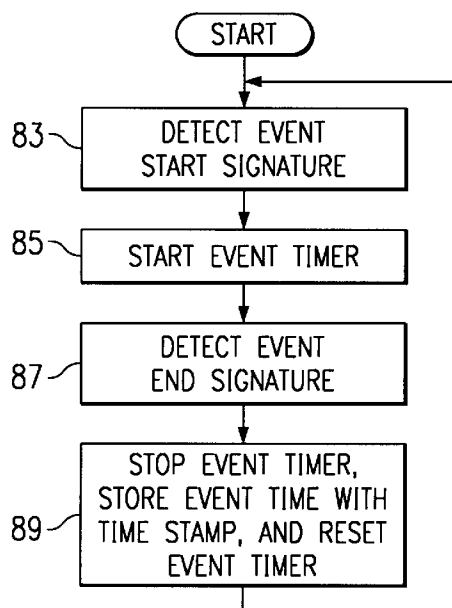 START
83
DETECT EVENT
START SIGNATURE
85
START EVENT TIMER
87
DETECT EVENT
END SIGNATURE
89
STOP EVENT TIMER,
STORE EVENT TIME WITH
TIME STAMP, AND RESET
EVENT TIMER